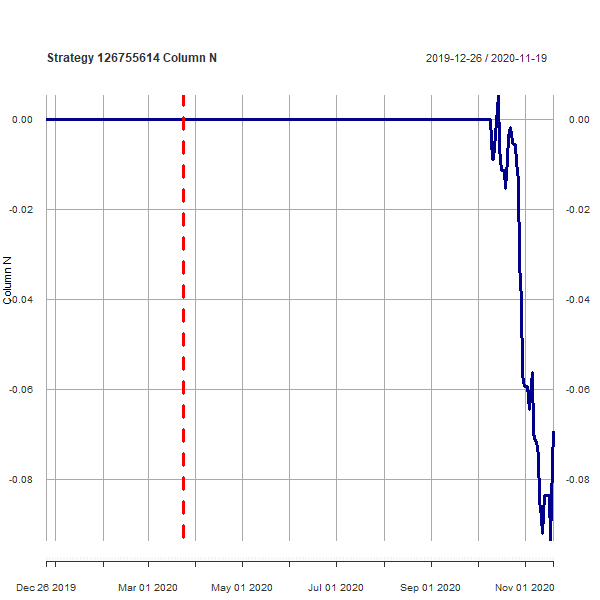 Strategy 126755614 Column N
2019-12-26 / 2020-11-19
0.00
0.00
-0.02
-0.02
Column N
-0.04
-0.04
-0.06
-0.06
-0.08
-0.08
Dec 26 2019
Mar 01 2020
May 01 2020
Jul 01 2020
Sep 01 2020
Nov 01 2020